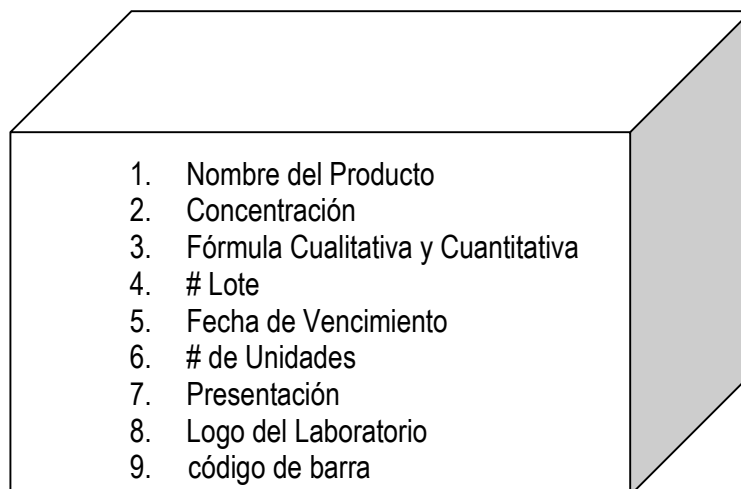 1. Nombre del Producto
2. Concentración
3. Fórmula Cualitativa y Cuantitativa
4. # Lote
5. Fecha de Vencimiento
6. # de Unidades
7. Presentación
8. Logo del Laboratorio
9. código de barra